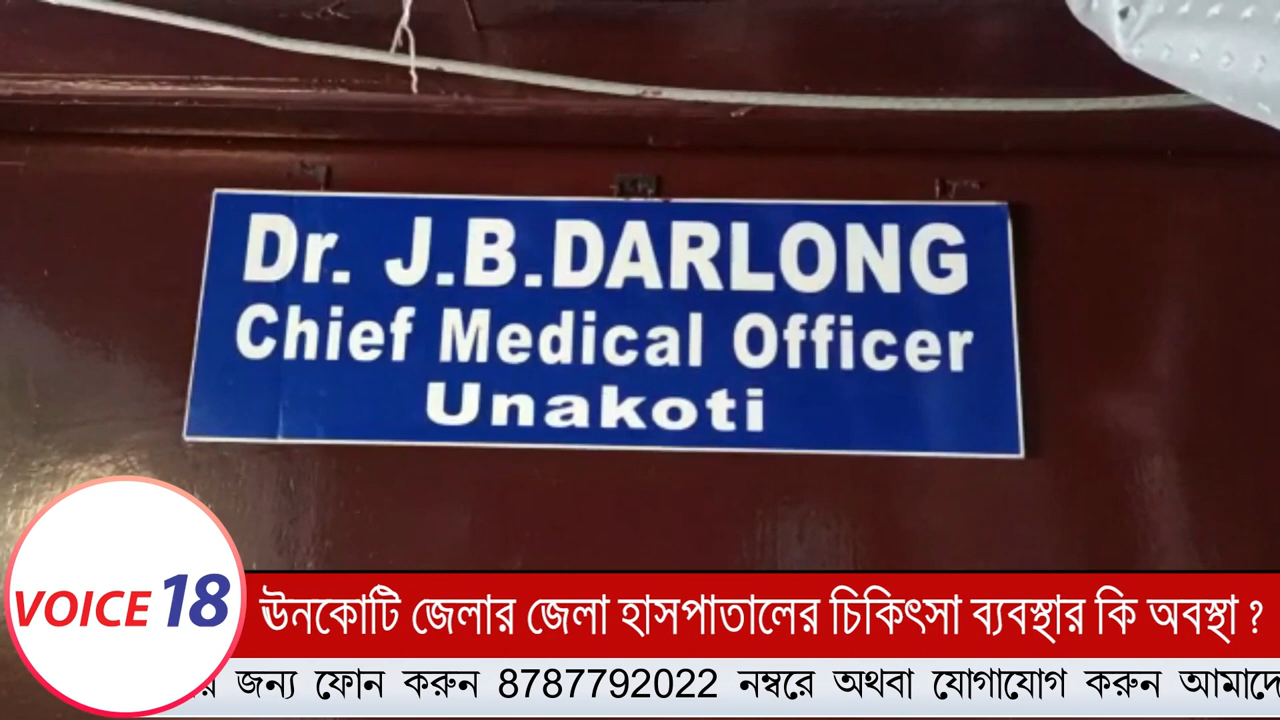 Dr. J.B.DARLONG
Chief Medical Officer
Unakoti
VOICE 18
ঊনকোটি জেলার জেলা হাসপাতালের চিকিৎসা ব্যবস্থার কি অবস্থা ?
জন্য ফোন করুন 8787792022 নম্বরে অথবা যোগাযোগ করুন